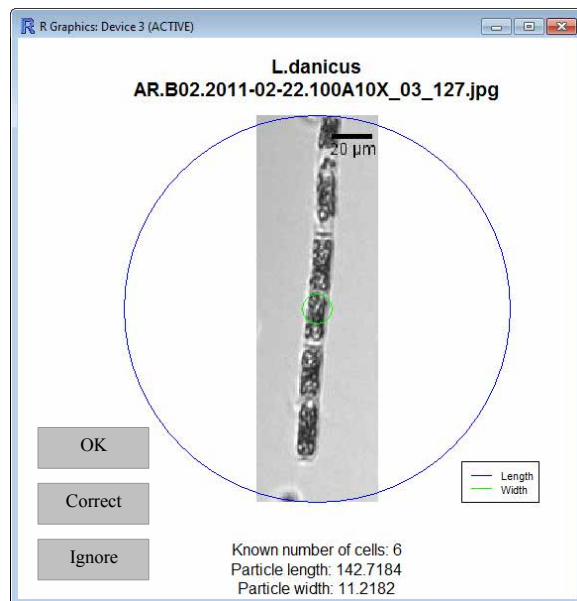 R Graphics: Device 3 (ACTIVE)
L.danicus
AR.B02.2011-02-22.100A10X_03_127.jpg
20 µm
OK
Correct
Ignore
Length
Width
Known number of cells: 6
Particle length: 142.7184
Particle width: 11.2182